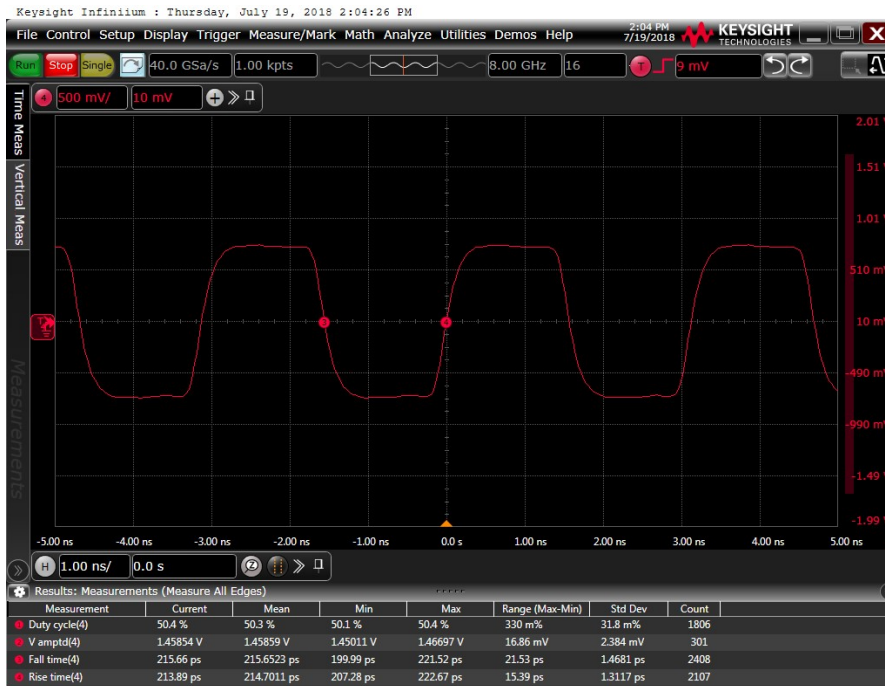 Keysight Infiniium : Thursday, July 19, 2018 2:04:26 PM
File Control Setup Display Trigger Measure/Mark Math Analyze Utilities Demos Help 2:04 PM 7/19/2018 KEYSIGHT TECHNOLOGIES X
Run Stop Single 40.0 GSa/s 1.00 kpts 8.00 GHz 16 T 9 mV
4 500 mV/ 10 mV +
Time Meas
Vertical Meas
Measurements
2.01
1.51
1.01
510 m
10 m
-490 m
-990 m
-1.49
-1.99
T
3 4
-5.00 ns -4.00 ns -3.00 ns -2.00 ns -1.00 ns 0.0 s 1.00 ns 2.00 ns 3.00 ns 4.00 ns 5.00 ns
H 1.00 ns/ 0.0 s Z
Results: Measurements (Measure All Edges)
Measurement Current Mean Min Max Range (Max-Min) Std Dev Count
1 Duty cycle(4) 50.4 % 50.3 % 50.1 % 50.4 % 330 m% 31.8 m% 1806
2 V amptd(4) 1.45854 V 1.45859 V 1.45011 V 1.46697 V 16.86 mV 2.384 mV 301
3 Fall time(4) 215.66 ps 215.6523 ps 199.99 ps 221.52 ps 21.53 ps 1.4681 ps 2408
4 Rise time(4) 213.89 ps 214.7011 ps 207.28 ps 222.67 ps 15.39 ps 1.3117 ps 2107